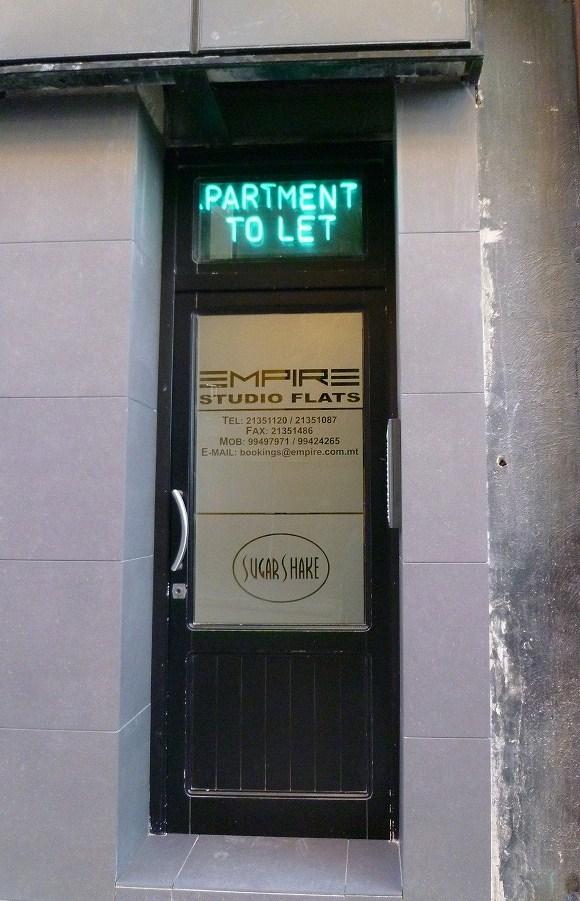 APARTMENT
TO LET
EMPIRE
STUDIO FLATS
TEL: 21351120 / 21351087
FAX: 21351486
MOB: 99497971 / 99424265
E-MAIL: bookings@empire.com.mt
SUGAR SHAKE